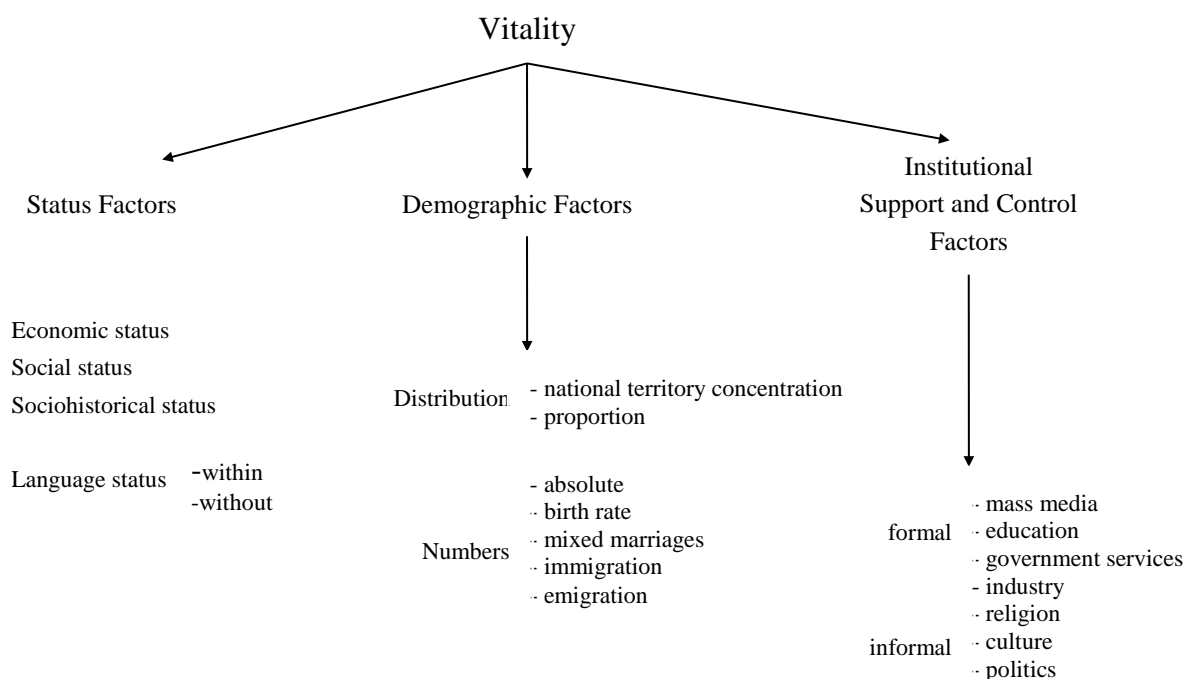 Vitality
Status Factors
Demographic Factors
Institutional
Support and Control
Factors
Economic status
Social status
Sociohistorical status
Language status
-within
-without
Distribution
- national territory concentration
- proportion
Numbers
- absolute
- birth rate
- mixed marriages
- immigration
- emigration
formal
- mass media
- education
- government services
informal
- industry
- religion
- culture
- politics